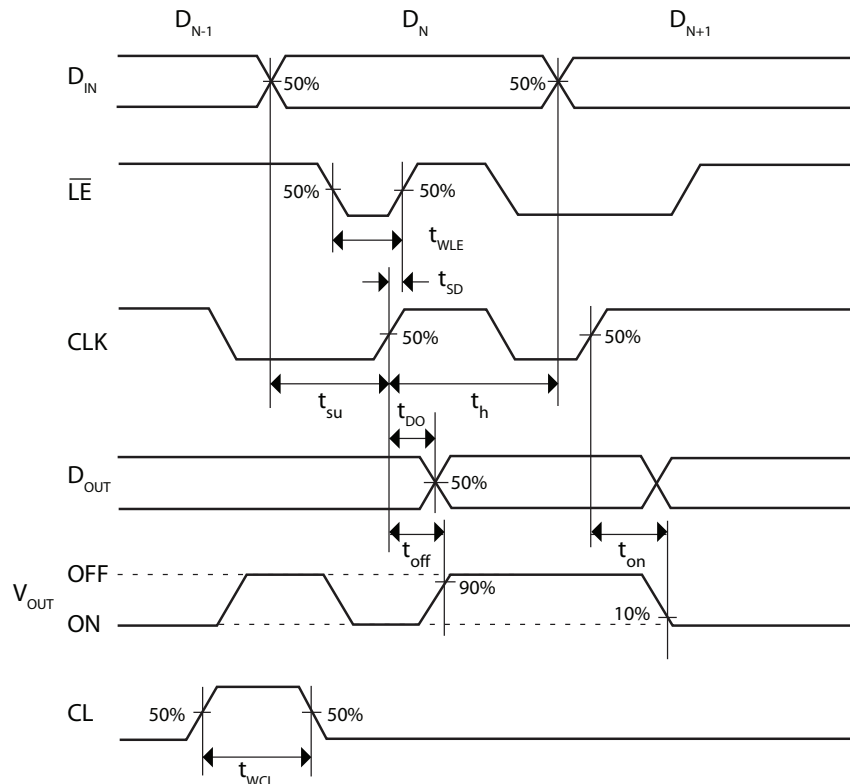 D_N-1 D_N D_N+1
D_IN 50% 50%
LE 50% 50%
t_WLE
t_SD
CLK 50% 50%
t_su t_h
t_DO
D_OUT 50%
t_off t_on
V_OUT
OFF 90%
ON 10%
CL 50% 50%
t_WCL